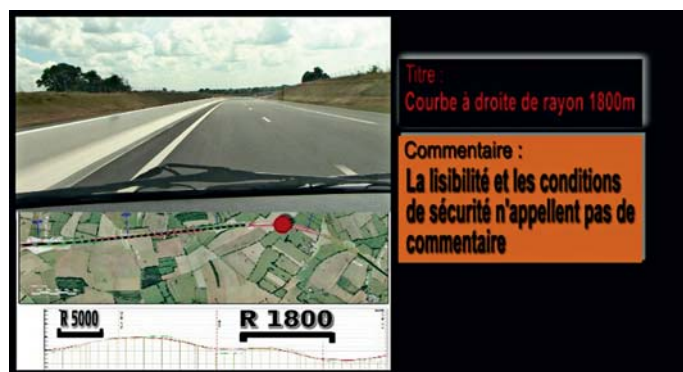 Titre :
Courbe à droite de rayon 1800m
Commentaire :
La lisibilité et les conditions
de sécurité n'appellent pas de
commentaire
R 5000
R 1800